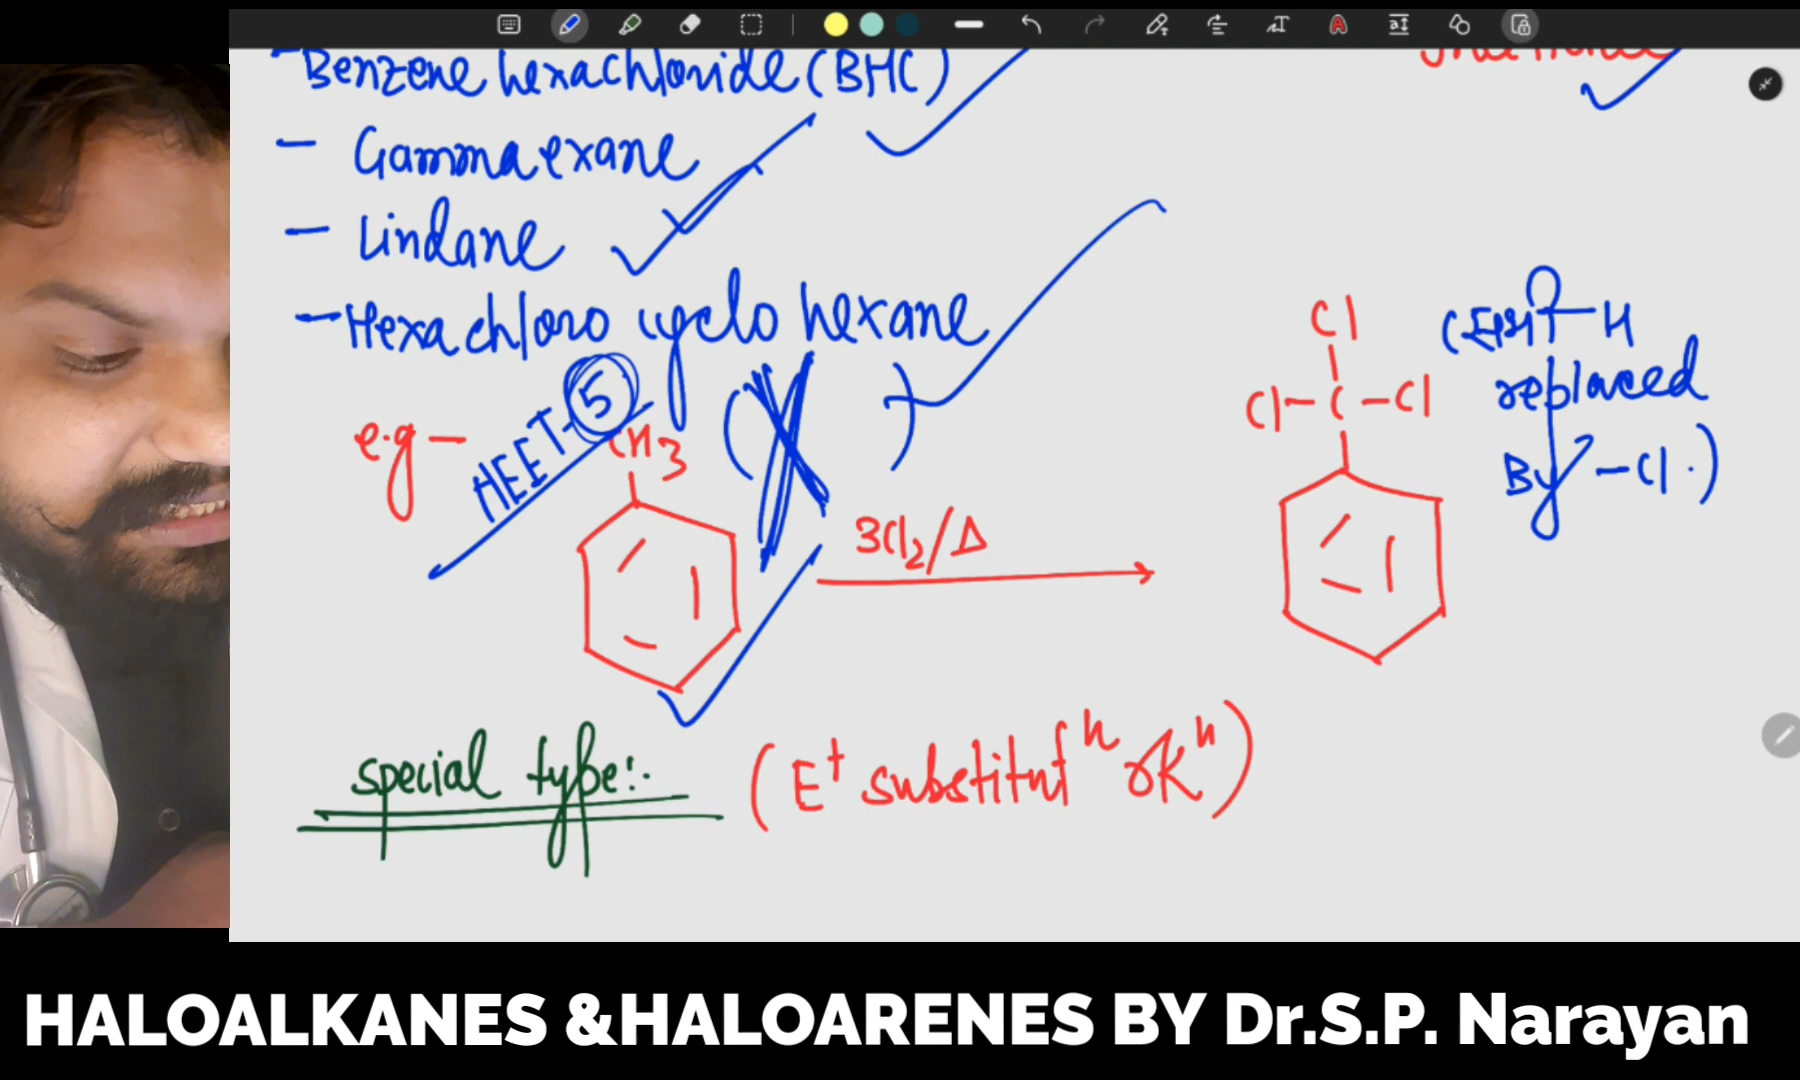 -Benzene hexachloride (BHC)
- Gammaexane
- Lindane
-Hexachloro cyclo hexane
e.g -
NEET-5
CH3
3Cl2/Δ
Cl
Cl-C-Cl
-H
replaced
By -Cl.)
special type:-
(E+ substitutn rKn)
HALOALKANES &HALOARENES BY Dr.S.P. Narayan